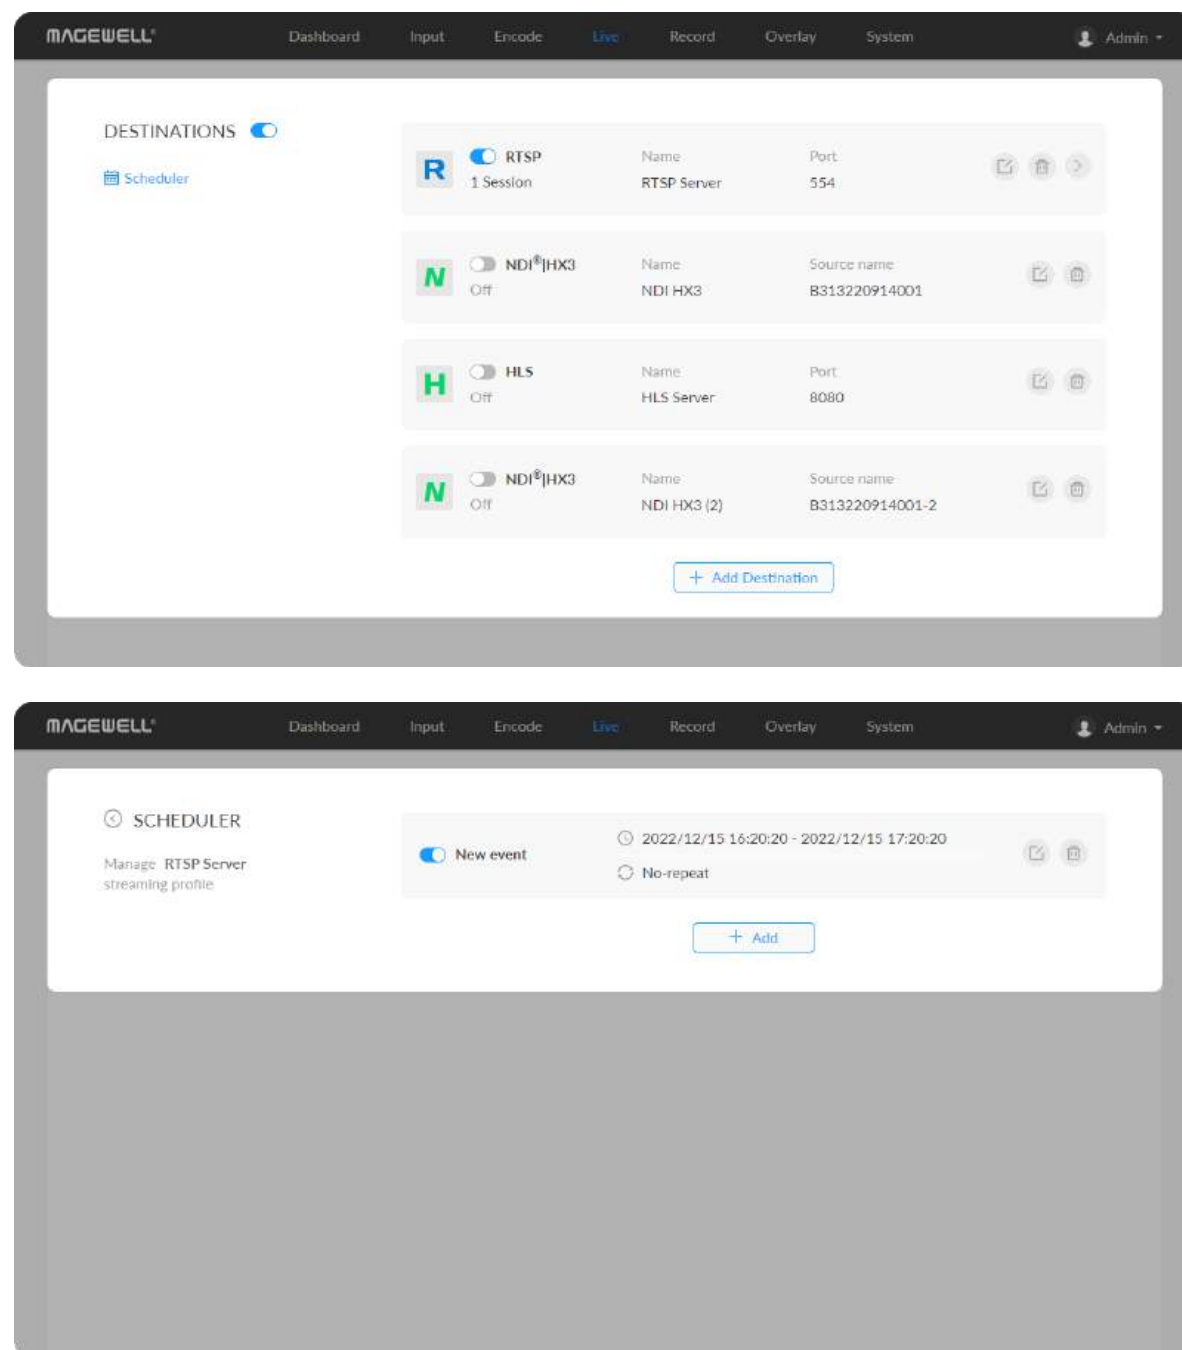 MAGEWELL® Dashboard Input Encode Live Record Overlay System Admin
DESTINATIONS
Scheduler
R RTSP
1 Session
Name
RTSP Server
Port
554
N NDI®|HX3
Off
Name
NDI HX3
Source name
B313220914001
H HLS
Off
Name
HLS Server
Port
8080
N NDI®|HX3
Off
Name
NDI HX3 (2)
Source name
B313220914001-2
+ Add Destination
MAGEWELL® Dashboard Input Encode Live Record Overlay System Admin
SCHEDULER
Manage RTSP Server
streaming profile
New event
2022/12/15 16:20:20 - 2022/12/15 17:20:20
No-repeat
+ Add